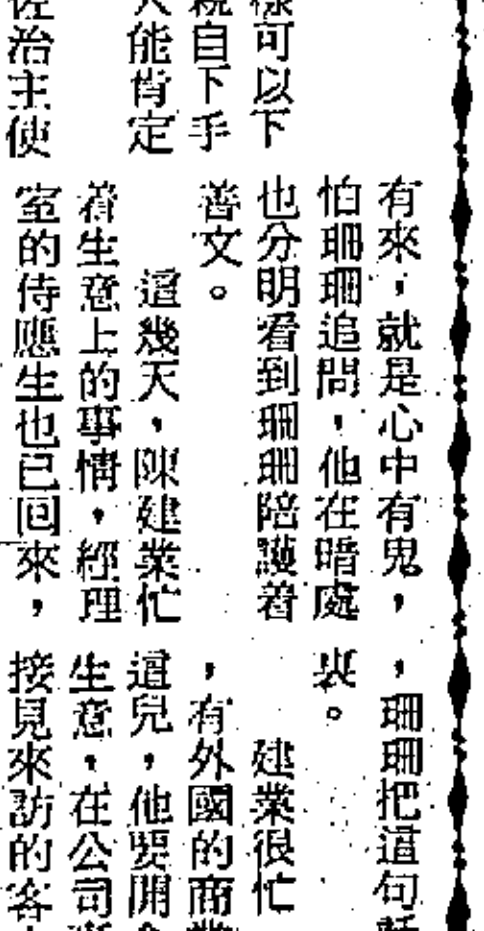 樣可以下
親自下手
人能肯定
佐治主使
有來，就是心中有鬼，
怕珊珊追問，他在暗處
也分明看到珊珊陪護着
善文。
這幾天，陳建業忙
着生意上的事情，經理
室的侍應生也已回來，
，珊珊把這句話
裏。
建業很忙
，有外國的商
這兒，他要開
生意，在公司
接見來訪的客